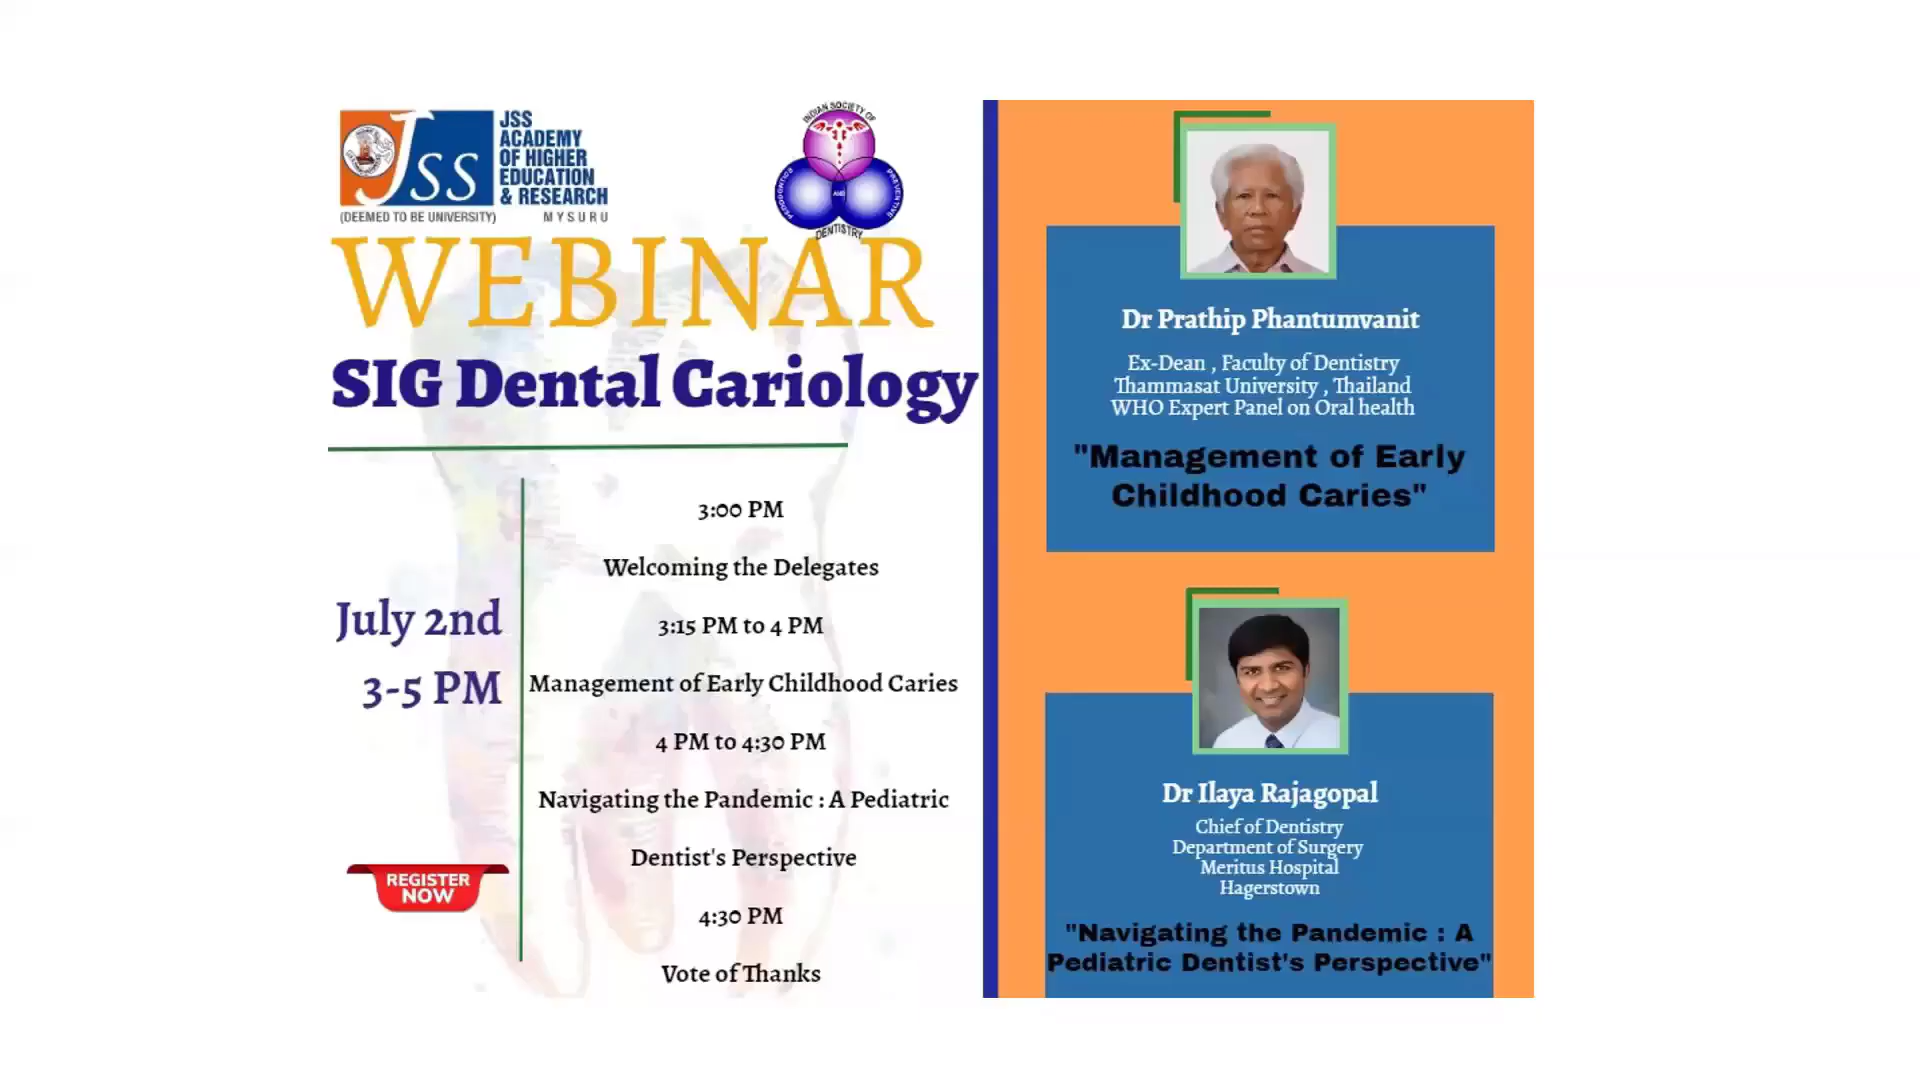 JSS
JSS
ACADEMY
OF HIGHER
EDUCATION
& RESEARCH
(DEEMED TO BE UNIVERSITY) MYSURU
INDIAN SOCIETY OF
PEDODONTICS
AND
PREVENTIVE
DENTISTRY
WEBINAR
SIG Dental Cariology
July 2nd
3-5 PM
REGISTER
NOW
3:00 PM
Welcoming the Delegates
3:15 PM to 4 PM
Management of Early Childhood Caries
4 PM to 4:30 PM
Navigating the Pandemic : A Pediatric
Dentist's Perspective
4:30 PM
Vote of Thanks
Dr Prathip Phantumvanit
Ex-Dean , Faculty of Dentistry
Thammasat University , Thailand
WHO Expert Panel on Oral health
"Management of Early
Childhood Caries"
Dr Ilaya Rajagopal
Chief of Dentistry
Department of Surgery
Meritus Hospital
Hagerstown
"Navigating the Pandemic : A
Pediatric Dentist's Perspective"